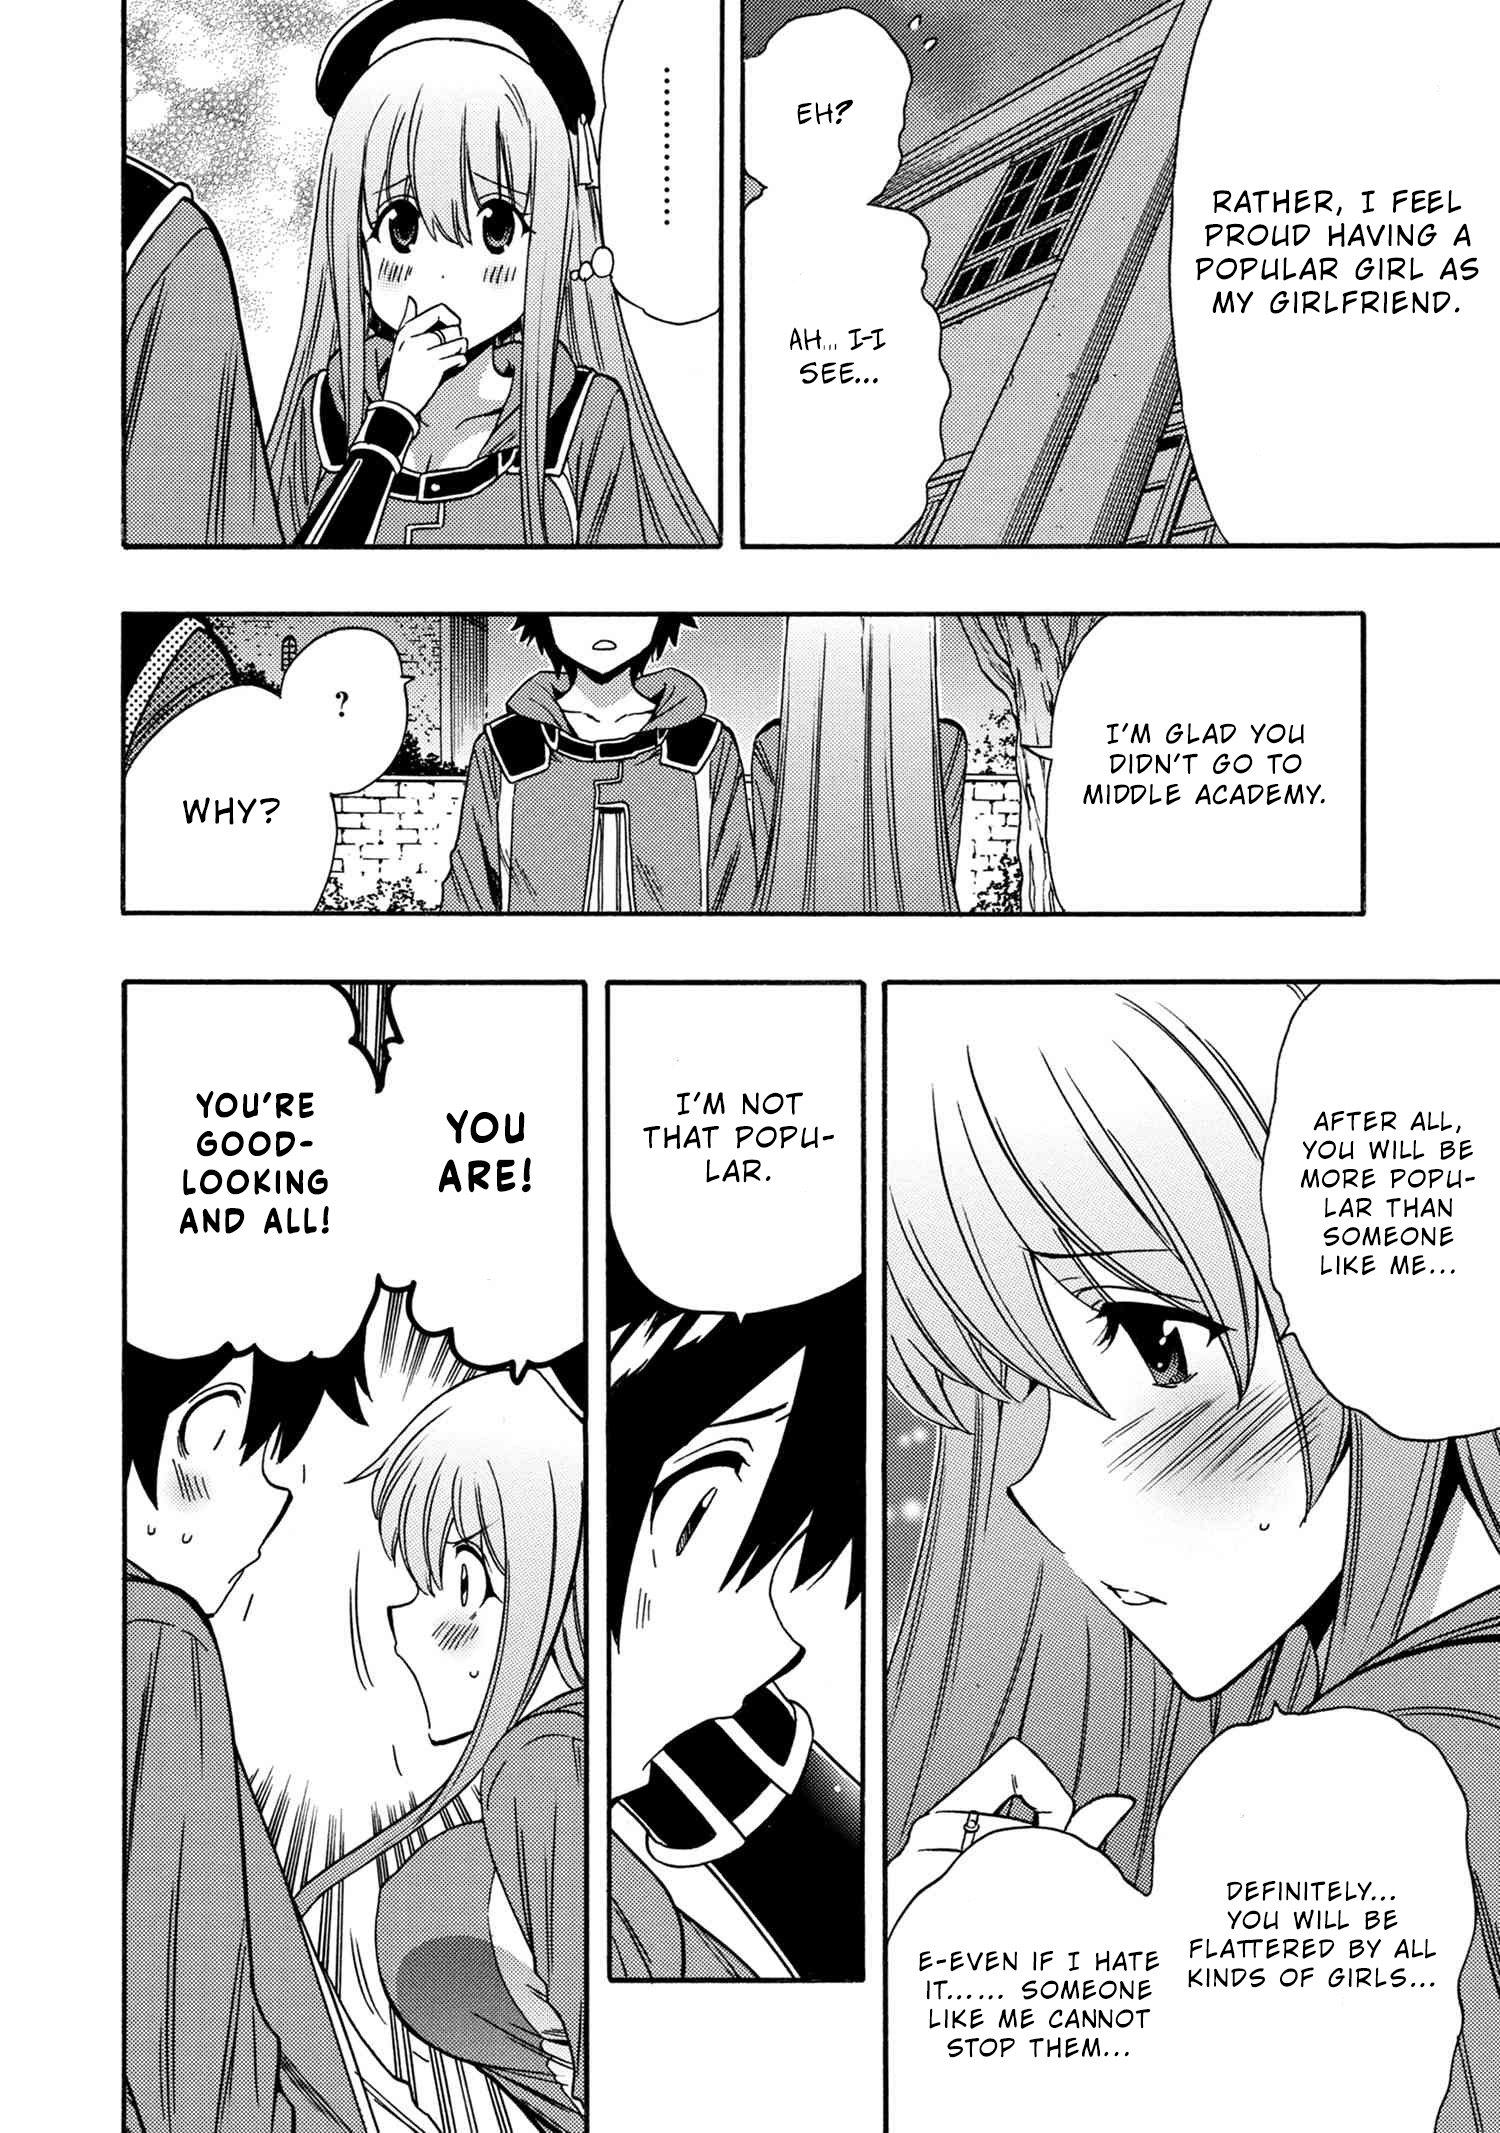 RATHER, I FEEL
PROUD HAVING A
POPULAR GIRL AS
MY GIRLFRIEND.
EH?
AH... I-I
SEE...
..........
I'M GLAD YOU
DIDN'T GO TO
MIDDLE ACADEMY.
?
WHY?
AFTER ALL,
YOU WILL BE
MORE POPU-
LAR THAN
SOMEONE
LIKE ME...
DEFINITELY...
YOU WILL BE
FLATTERED BY ALL
KINDS OF GIRLS...
E-EVEN IF I HATE
IT...... SOMEONE
LIKE ME CANNOT
STOP THEM...
I'M NOT
THAT POPU-
LAR.
YOU
ARE!
YOU'RE
GOOD-
LOOKING
AND ALL!